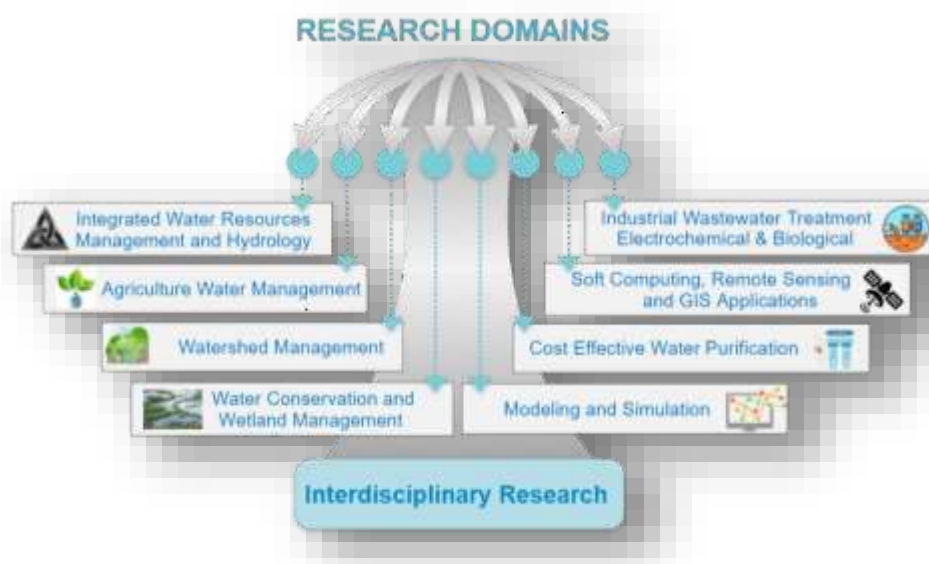 RESEARCH DOMAINS
Integrated Water Resources
Management and Hydrology
Agriculture Water Management
Watershed Management
Water Conservation and
Wetland Management
Industrial Wastewater Treatment
Electrochemical & Biological
Soft Computing, Remote Sensing
and GIS Applications
Cost Effective Water Purification
Modeling and Simulation
Interdisciplinary Research